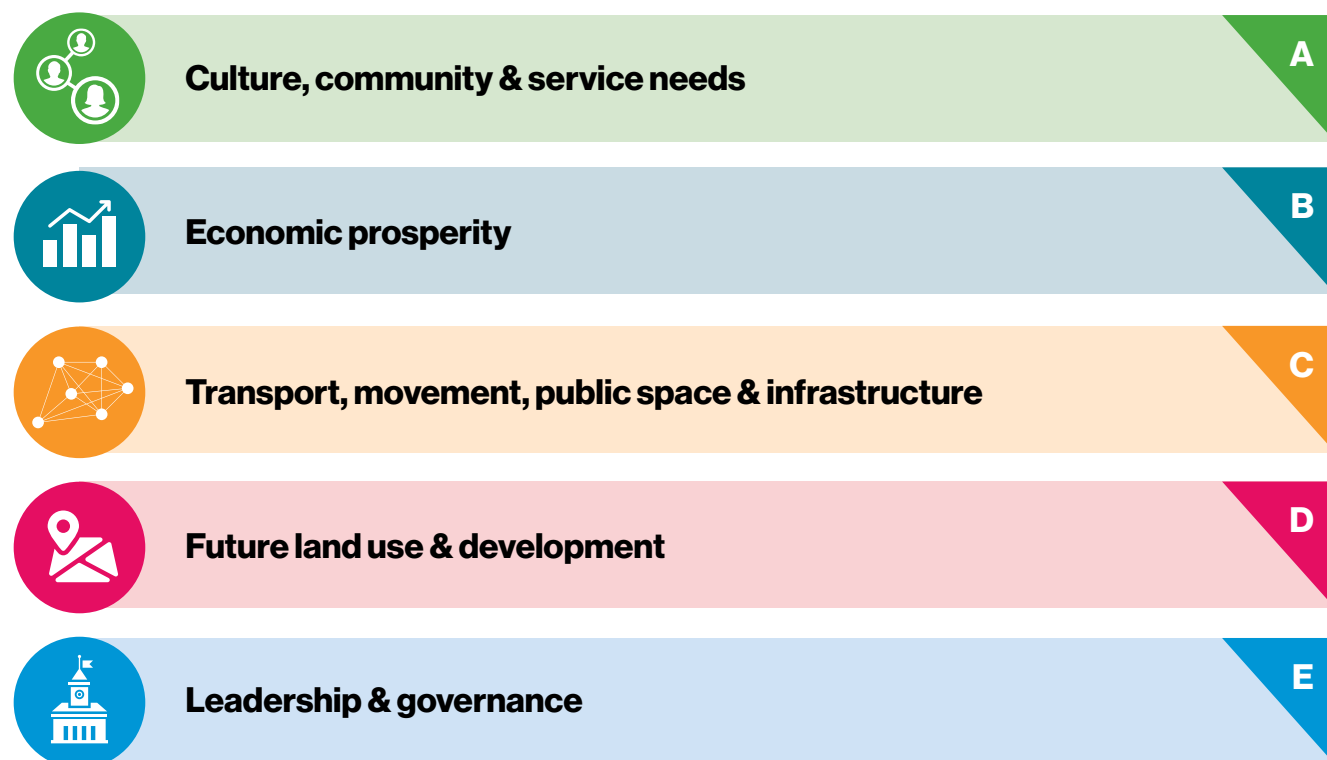 Culture, community & service needs
A
Economic prosperity
B
Transport, movement, public space & infrastructure
C
Future land use & development
D
Leadership & governance
E